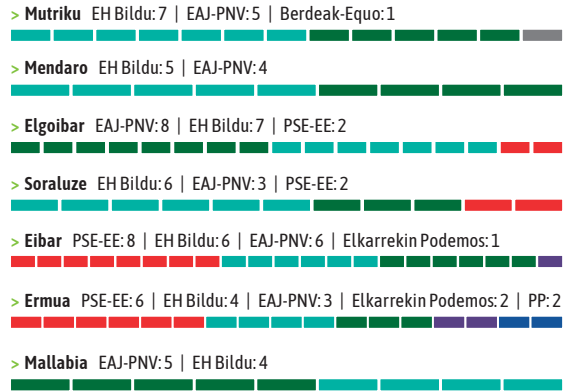 > Mutriku EH Bildu: 7 | EAJ-PNV: 5 | Berdeak-Equo: 1
> Mendaro EH Bildu: 5 | EAJ-PNV: 4
> Elgoibar EAJ-PNV: 8 | EH Bildu: 7 | PSE-EE: 2
> Soraluze EH Bildu: 6 | EAJ-PNV: 3 | PSE-EE: 2
> Eibar PSE-EE: 8 | EH Bildu: 6 | EAJ-PNV: 6 | Elkarrekin Podemos: 1
> Ermua PSE-EE: 6 | EH Bildu: 4 | EAJ-PNV: 3 | Elkarrekin Podemos: 2 | PP: 2
> Mallabia EAJ-PNV: 5 | EH Bildu: 4